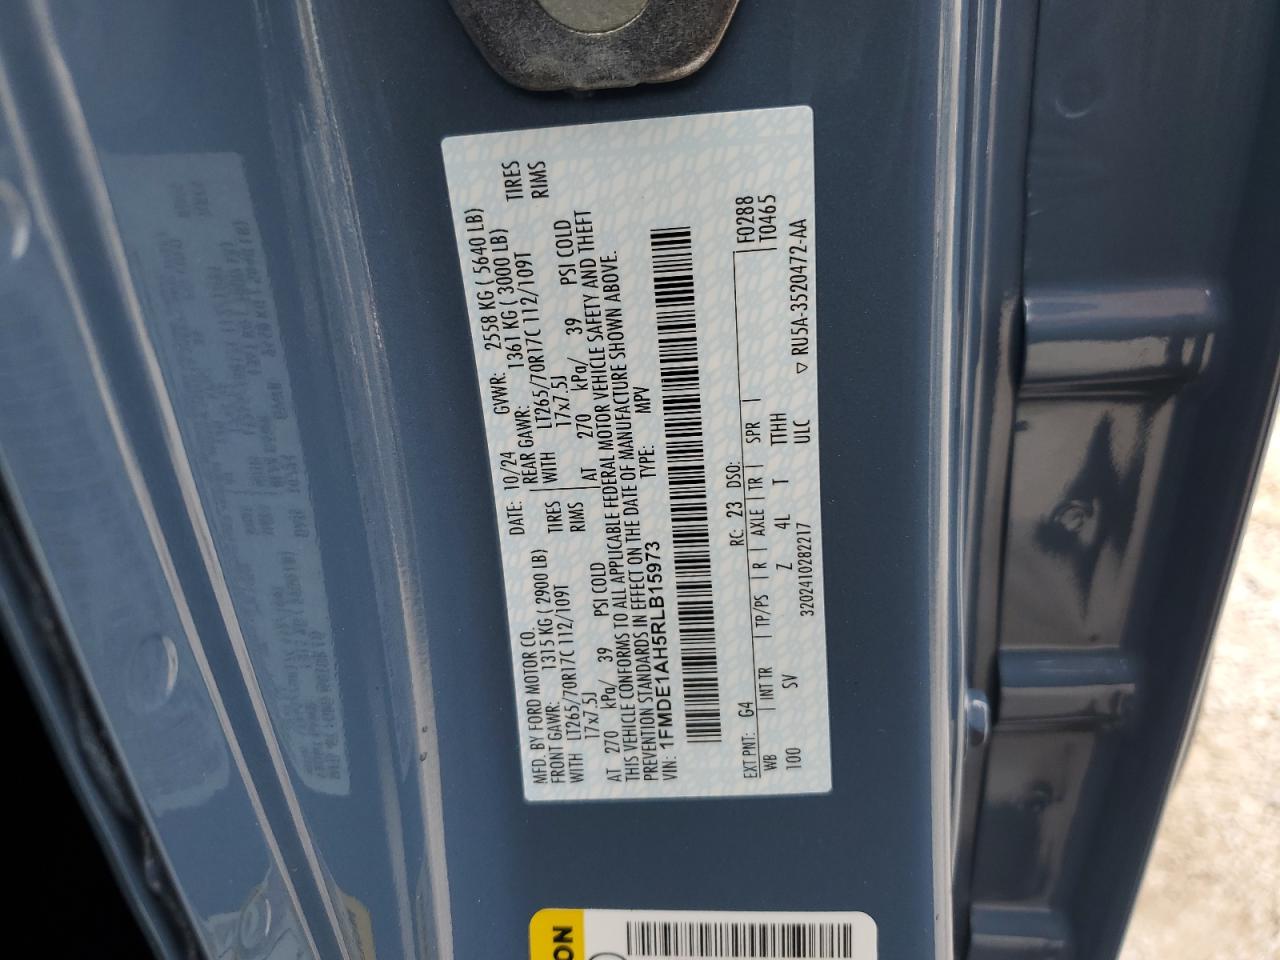 MFD. BY FORD MOTOR CO.
DATE: 10/24 GVWR: 2558 KG ( 5640 LB)
FRONT GAWR: 1315 KG ( 2900 LB) REAR GAWR: 1361 KG ( 3000 LB)
WITH LT265/70R17C 112/109T TIRES WITH LT265/70R17C 112/109T TIRES
17x7.5J RIMS 17x7.5J RIMS
AT 270 kPa/ 39 PSI COLD AT 270 kPa/ 39 PSI COLD
THIS VEHICLE CONFORMS TO ALL APPLICABLE FEDERAL MOTOR VEHICLE SAFETY AND THEFT
PREVENTION STANDARDS IN EFFECT ON THE DATE OF MANUFACTURE SHOWN ABOVE.
VIN: 1FMDE1AH5RLB15973 TYPE: MPV
EXT PNT: G4 RC: 23 DSO: F0288
WB | INT TR | TP/PS | R | AXLE | TR | SPR | T0465
100 SV Z 4L T TTHH
3202410282217 ULC ▽ RU5A-3520472-AA